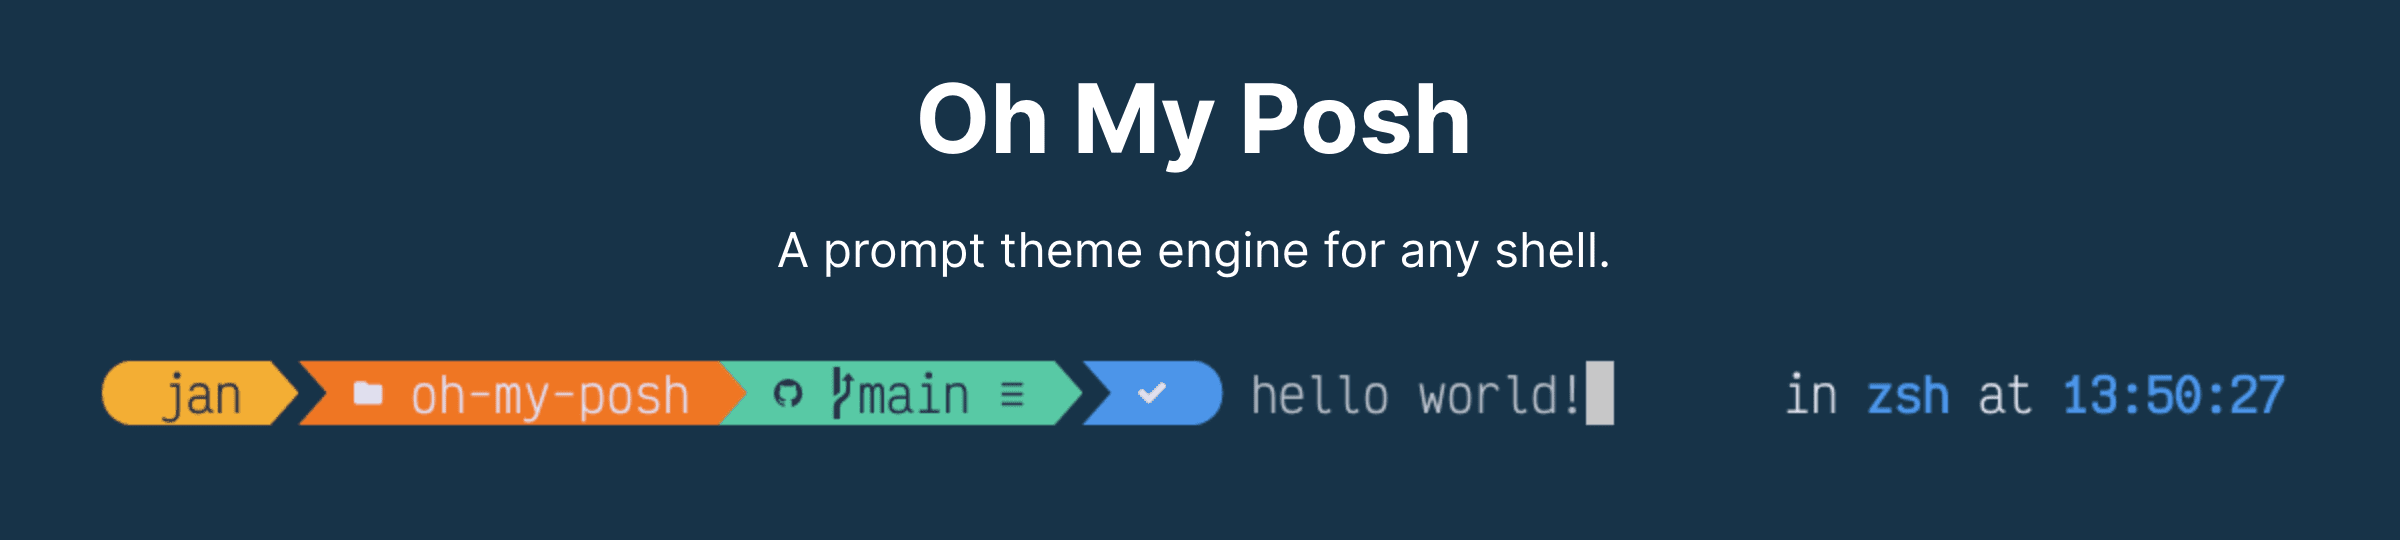 Oh My Posh
A prompt theme engine for any shell.
jan oh-my-posh main ≡ hello world! in zsh at 13:50:27